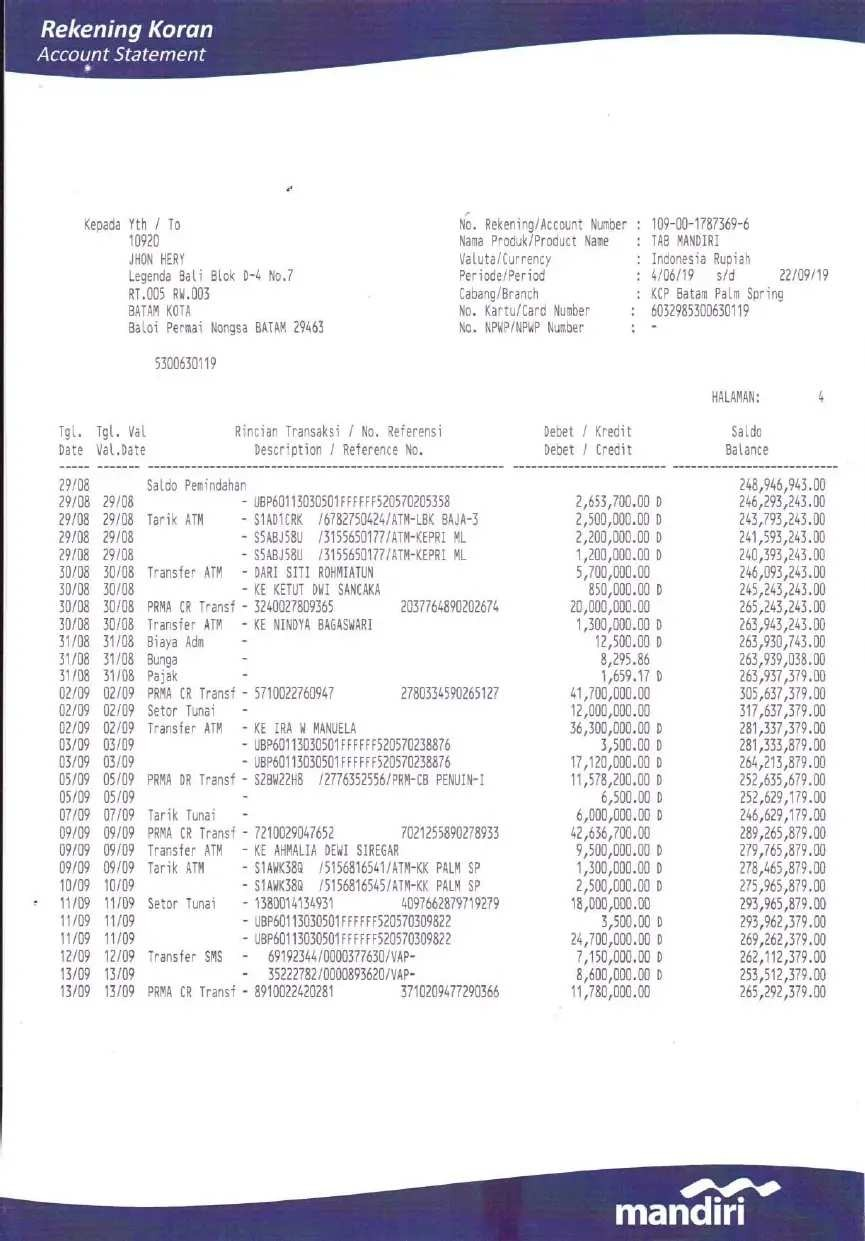 Rekening Koran
Account Statement
Kepada Yth / To
10920
JHON HERY
Legenda Bali Blok D-4 No.7
RT.005 RW.003
BATAM KOTA
Baloi Permai Nongsa BATAM 29463
5300630119
No. Rekening/Account Number : 109-00-1787369-6
Nama Produk/Product Name : TAB MANDIRI
Valuta/Currency : Indonesia Rupiah
Periode/Period : 4/06/19 s/d 22/09/19
Cabang/Branch : KCP Batam Palm Spring
No. Kartu/Card Number : 6032985300630119
No. NPWP/NPWP Number : -
HALAMAN: 4
Tgl. Tgl. Val Rincian Transaksi / No. Referensi Debet / Kredit Saldo
Date Val.Date Description / Reference No. Debet / Credit Balance
29/08 Saldo Pemindahan 248,946,943.00
29/08 29/08 - UBP60113030501FFFFFF520570205358 2,653,700.00 D 246,293,243.00
29/08 29/08 Tarik ATM - S1AD1CRK /6782750424/ATM-LBK BAJA-3 2,500,000.00 D 243,793,243.00
29/08 29/08 - S5ABJ58U /3155650177/ATM-KEPRI ML 2,200,000.00 D 241,593,243.00
29/08 29/08 - S5ABJ58U /3155650177/ATM-KEPRI ML 1,200,000.00 D 240,393,243.00
30/08 30/08 Transfer ATM - DARI SITI ROHMIATUN 5,700,000.00 246,093,243.00
30/08 30/08 - KE KETUT DWI SANCAKA 850,000.00 D 245,243,243.00
30/08 30/08 PRMA CR Transf - 3240027809365 2037764890202674 20,000,000.00 265,243,243.00
30/08 30/08 Transfer ATM - KE NINDYA BAGASWARI 1,300,000.00 D 263,943,243.00
31/08 31/08 Biaya Adm - 12,500.00 D 263,930,743.00
31/08 31/08 Bunga - 8,295.86 263,939,038.00
31/08 31/08 Pajak - 1,659.17 D 263,937,379.00
02/09 02/09 PRMA CR Transf - 5710022760947 2780334590265127 41,700,000.00 305,637,379.00
02/09 02/09 Setor Tunai - 12,000,000.00 317,637,379.00
02/09 02/09 Transfer ATM - KE IRA W MANUELA 36,300,000.00 D 281,337,379.00
03/09 03/09 - UBP60113030501FFFFFF520570238876 3,500.00 D 281,333,879.00
03/09 03/09 - UBP60113030501FFFFFF520570238876 17,120,000.00 D 264,213,879.00
05/09 05/09 PRMA DR Transf - S2BW22H8 /2776352556/PRM-CB PENUIN-I 11,578,200.00 D 252,635,679.00
05/09 05/09 - 6,500.00 D 252,629,179.00
07/09 07/09 Tarik Tunai - 6,000,000.00 D 246,629,179.00
09/09 09/09 PRMA CR Transf - 7210029047652 7021255890278933 42,636,700.00 289,265,879.00
09/09 09/09 Transfer ATM - KE AHMALIA DEWI SIREGAR 9,500,000.00 D 279,765,879.00
09/09 09/09 Tarik ATM - S1AWK38Q /5156816541/ATM-KK PALM SP 1,300,000.00 D 278,465,879.00
10/09 10/09 - S1AWK38Q /5156816545/ATM-KK PALM SP 2,500,000.00 D 275,965,879.00
11/09 11/09 Setor Tunai - 1380014134931 4097662879719279 18,000,000.00 293,965,879.00
11/09 11/09 - UBP60113030501FFFFFF520570309822 3,500.00 D 293,962,379.00
11/09 11/09 - UBP60113030501FFFFFF520570309822 24,700,000.00 D 269,262,379.00
12/09 12/09 Transfer SMS - 69192344/0000377630/VAP- 7,150,000.00 D 262,112,379.00
13/09 13/09 - 35222782/0000893620/VAP- 8,600,000.00 D 253,512,379.00
13/09 13/09 PRMA CR Transf - 8910022420281 3710209477290366 11,780,000.00 265,292,379.00
mandiri